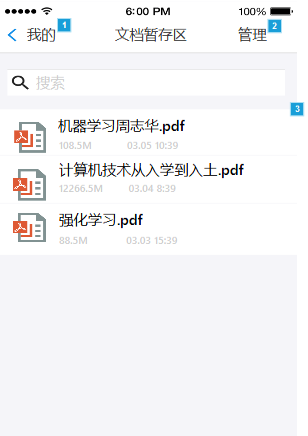 6:00 PM 100%
我的 1 文档暂存区 管理 2
搜索
3
机器学习周志华.pdf
108.5M 03.05 10:39
计算机技术从入学到入土.pdf
12266.5M 03.04 8:39
强化学习.pdf
88.5M 03.03 15:39